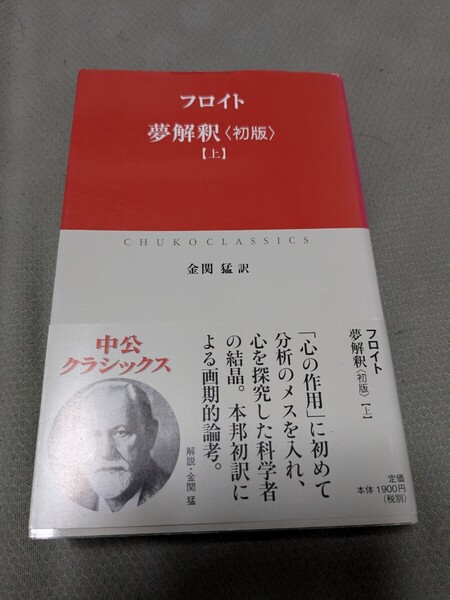 フロイト
夢解釈〈初版〉
【上】
CHUKOCLASSICS
金関 猛 訳
中公
クラシックス
「心の作用」に初めて
分析のメスを入れ、
心を探究した科学者
の結晶。本邦初訳に
よる画期的論考。
解説・金関 猛
フロイト
夢解釈〈初版〉【上】
定価
本体1900円
(税別)